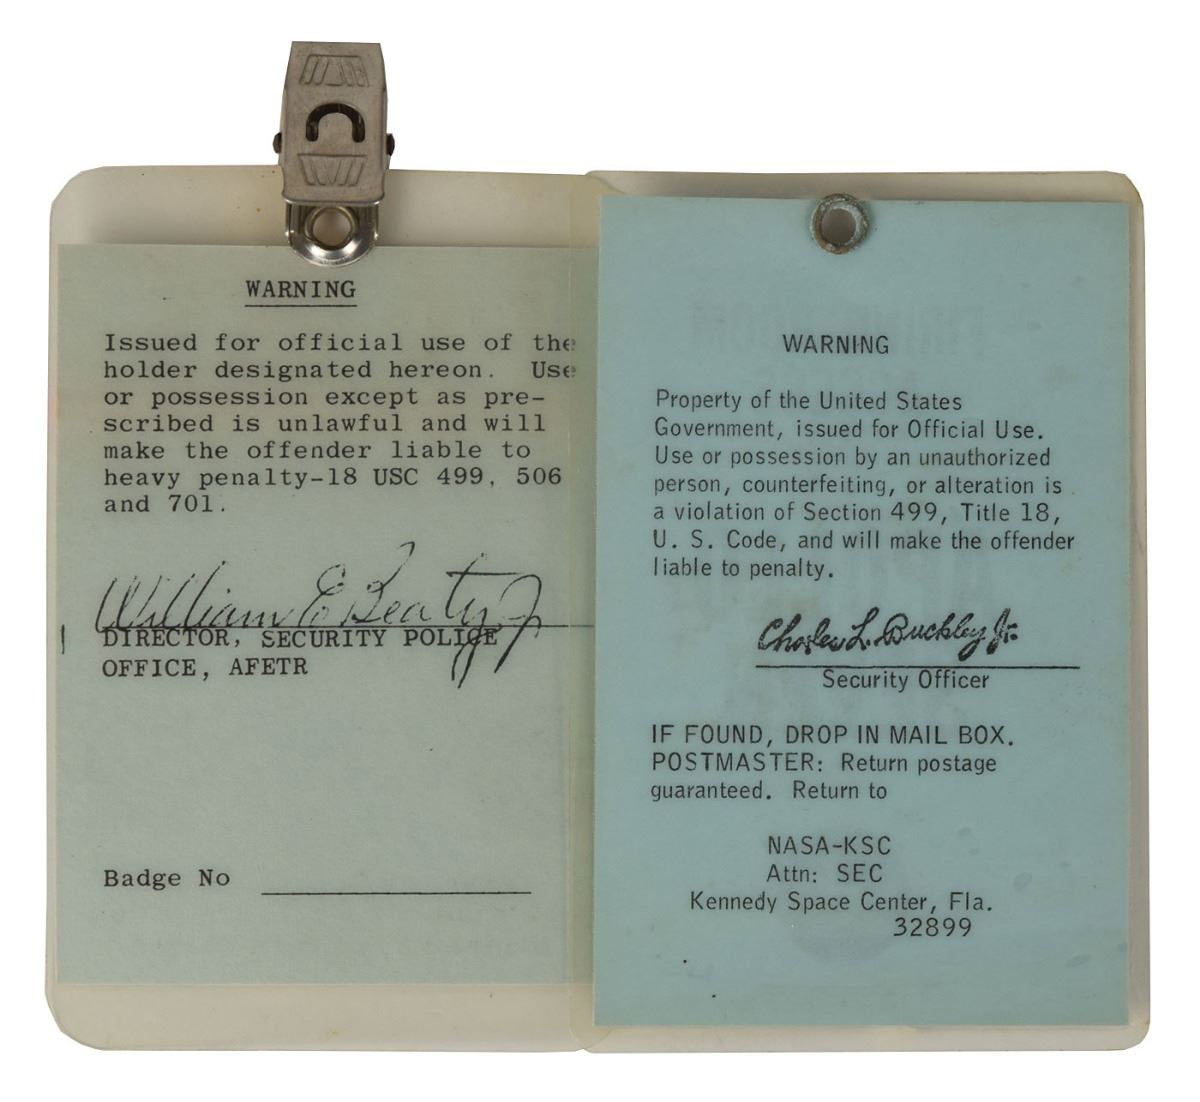 WARNING
Issued for official use of the
holder designated hereon. Use
or possession except as pre-
scribed is unlawful and will
make the offender liable to
heavy penalty-18 USC 499, 506
and 701.
William E Beaty Jr
DIRECTOR, SECURITY POLICE
OFFICE, AFETR
Badge No
WARNING
Property of the United States
Government, issued for Official Use.
Use or possession by an unauthorized
person, counterfeiting, or alteration is
a violation of Section 499, Title 18,
U. S. Code, and will make the offender
liable to penalty.
Charles L. Buckley Jr.
Security Officer
IF FOUND, DROP IN MAIL BOX.
POSTMASTER: Return postage
guaranteed. Return to
NASA-KSC
Attn: SEC
Kennedy Space Center, Fla.
32899